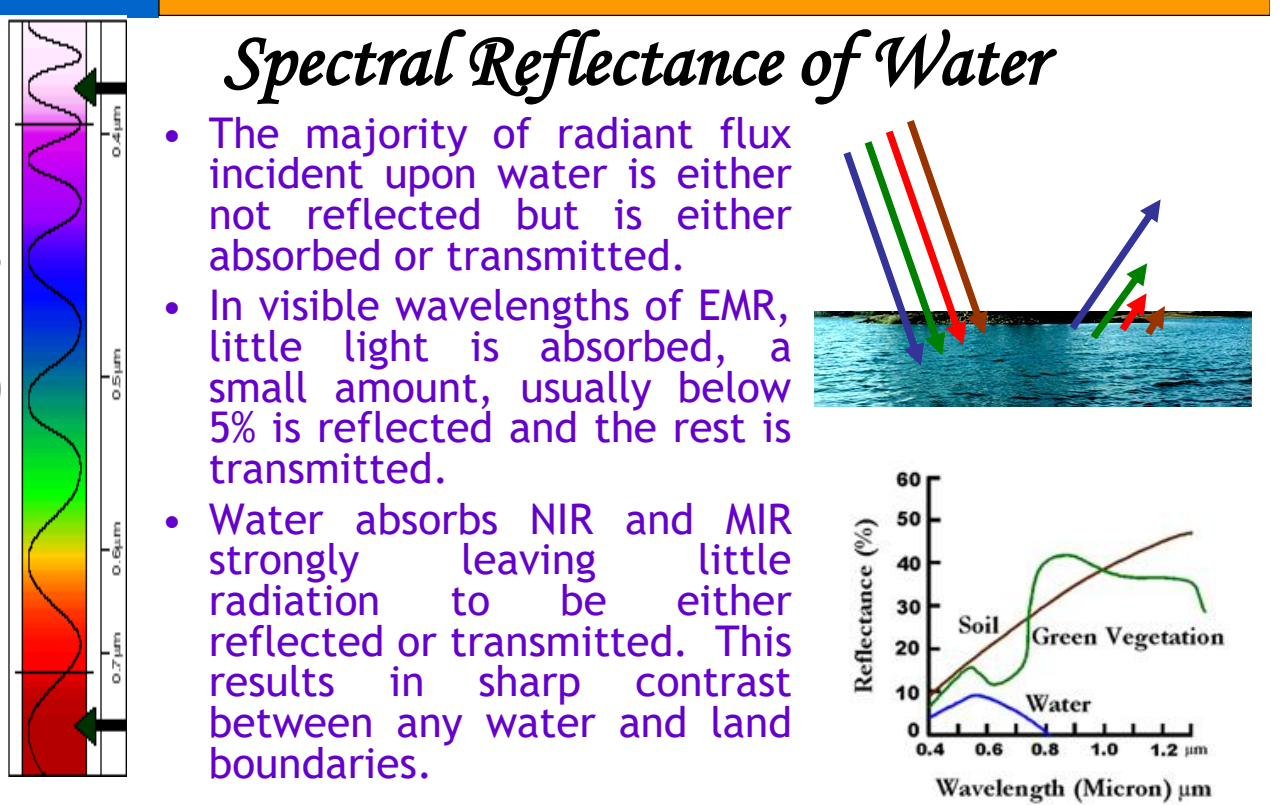 Spectral Reflectance of Water
• The majority of radiant flux
incident upon water is either
not reflected but is either
absorbed or transmitted.
• In visible wavelengths of EMR,
little light is absorbed, a
small amount, usually below
5% is reflected and the rest is
transmitted.
• Water absorbs NIR and MIR
strongly leaving little
radiation to be either
reflected or transmitted. This
results in sharp contrast
between any water and land
boundaries.
0.4μm
0.5μm
0.6μm
0.7μm
60
50
40
30
20
10
0
Reflectance (%)
Soil
Green Vegetation
Water
0.4 0.6 0.8 1.0 1.2 μm
Wavelength (Micron) μm